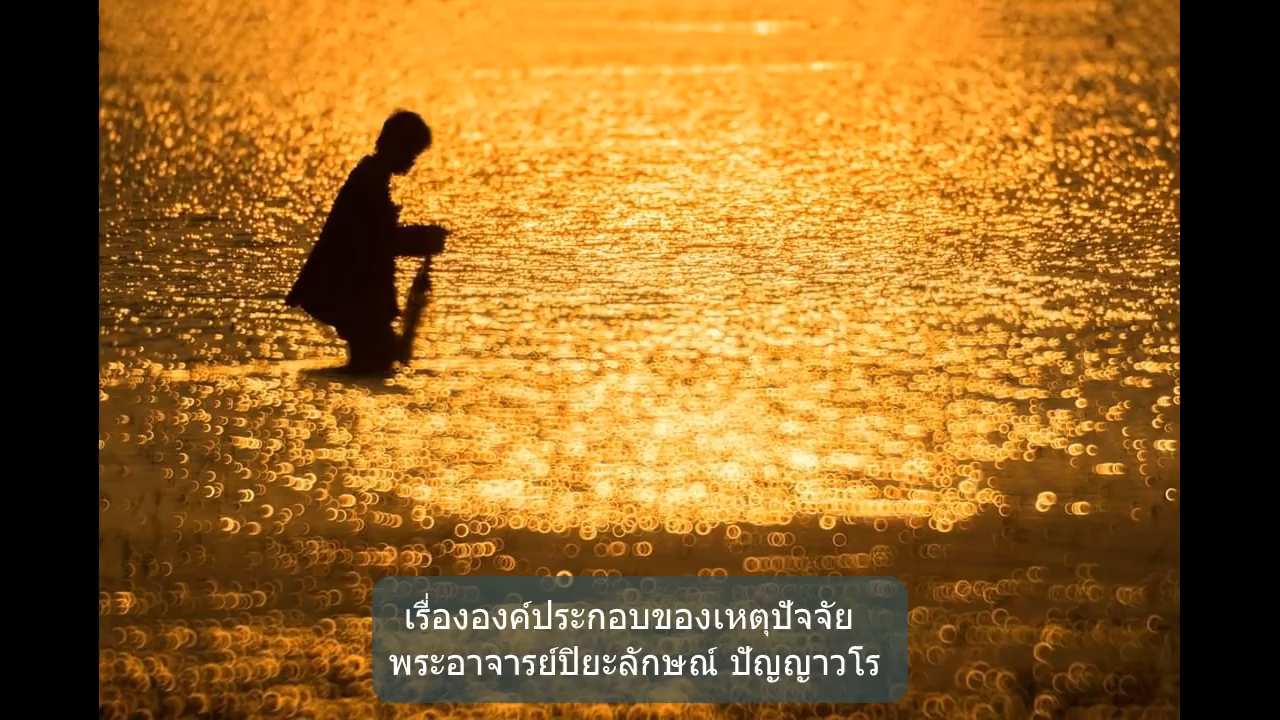 เรื่ององค์ประกอบของเหตุปัจจัย
พระอาจารย์ปิยะลักษณ์ ปัญญาวโร